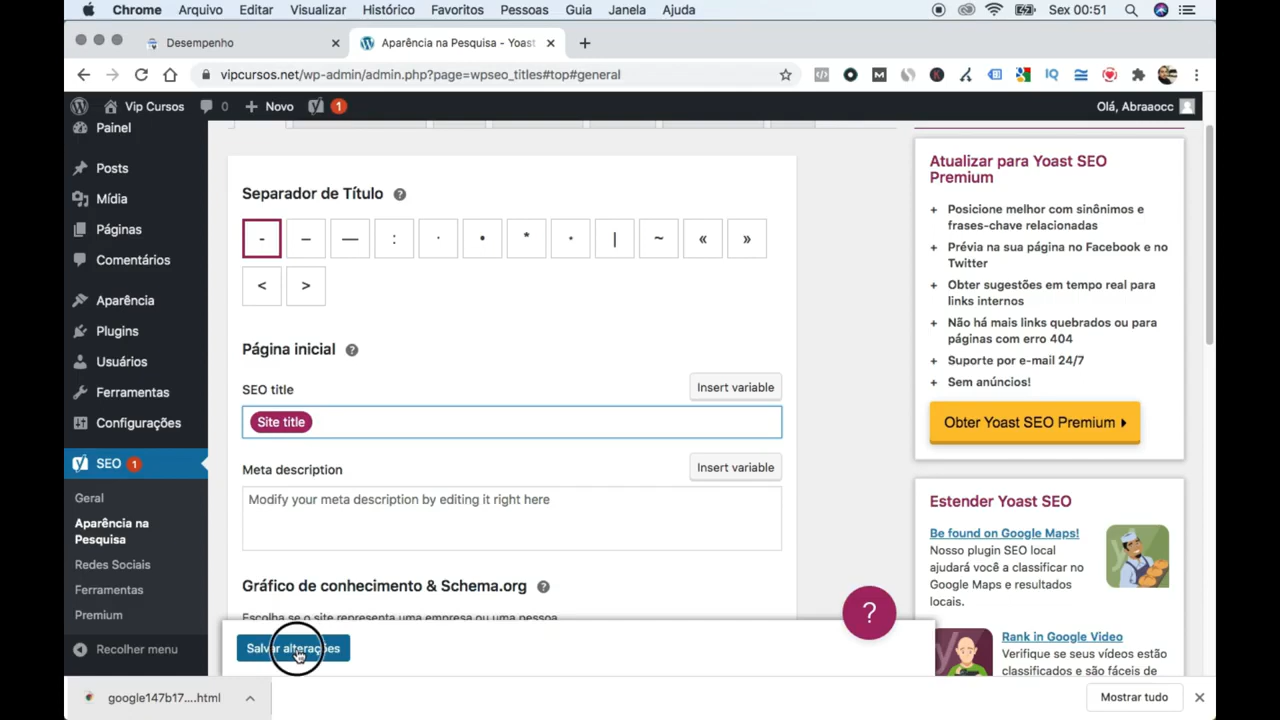 Chrome Arquivo Editar Visualizar Histórico Favoritos Pessoas Guia Janela Ajuda Sex 00:51
Desempenho
Aparência na Pesquisa - Yoast
vipcursos.net/wp-admin/admin.php?page=wpseo_titles#top#general
Vip Cursos 0 + Novo 1 Olá, Abraaocc
Painel
Posts
Mídia
Páginas
Comentários
Aparência
Plugins
Usuários
Ferramentas
Configurações
SEO 1
Geral
Aparência na
Pesquisa
Redes Sociais
Ferramentas
Premium
Recolher menu
Separador de Título ?
- – — : · • * ⋅ | ~ « »
< >
Página inicial ?
SEO title Insert variable
Site title
Meta description Insert variable
Modify your meta description by editing it right here
Gráfico de conhecimento & Schema.org ?
Escolha se o site representa uma empresa ou uma pessoa
Salvar alterações
?
Atualizar para Yoast SEO
Premium
+ Posicione melhor com sinônimos e
frases-chave relacionadas
+ Prévia na sua página no Facebook e no
Twitter
+ Obter sugestões em tempo real para
links internos
+ Não há mais links quebrados ou para
páginas com erro 404
+ Suporte por e-mail 24/7
+ Sem anúncios!
Obter Yoast SEO Premium
Estender Yoast SEO
Be found on Google Maps!
Nosso plugin SEO local
ajudará você a classificar no
Google Maps e resultados
locais.
Rank in Google Video
Verifique se seus vídeos estão
classificados e são fáceis de
google147b17....html
Mostrar tudo